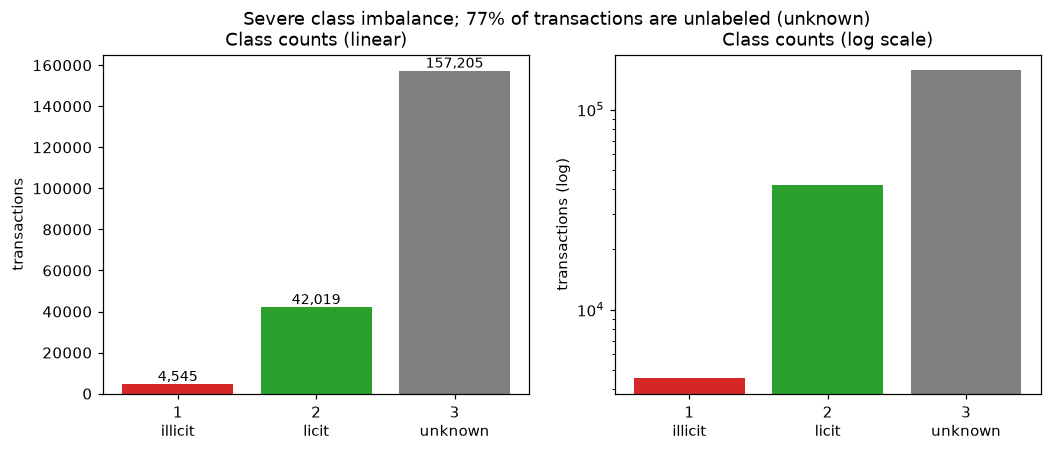 Severe class imbalance; 77% of transactions are unlabeled (unknown)
Class counts (linear)
160000
140000
120000
100000
80000
60000
40000
20000
0
transactions
4,545
42,019
157,205
1
illicit
2
licit
3
unknown
Class counts (log scale)
10^5
10^4
transactions (log)
1
illicit
2
licit
3
unknown